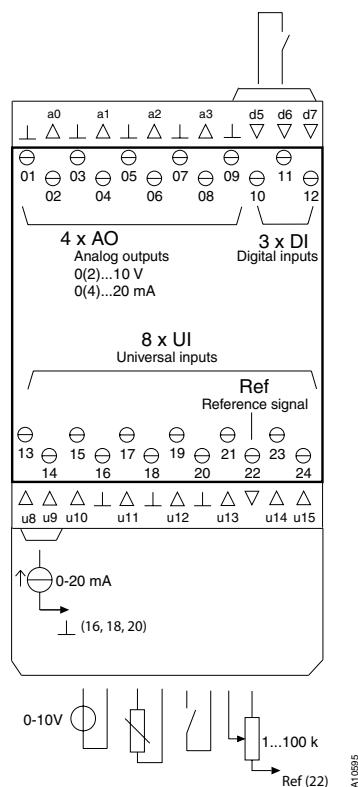 a0 a1 a2 a3 d5 d6 d7
01 03 05 07 09 11
02 04 06 08 10 12
4 x AO
Analog outputs
0(2)...10 V
0(4)...20 mA
3 x DI
Digital inputs
8 x UI
Universal inputs
Ref
Reference signal
13 15 17 19 21 23
14 16 18 20 22 24
u8 u9 u10 u11 u12 u13 u14 u15
0-20 mA
(16, 18, 20)
0-10V
1...100 k
Ref (22)
A10595